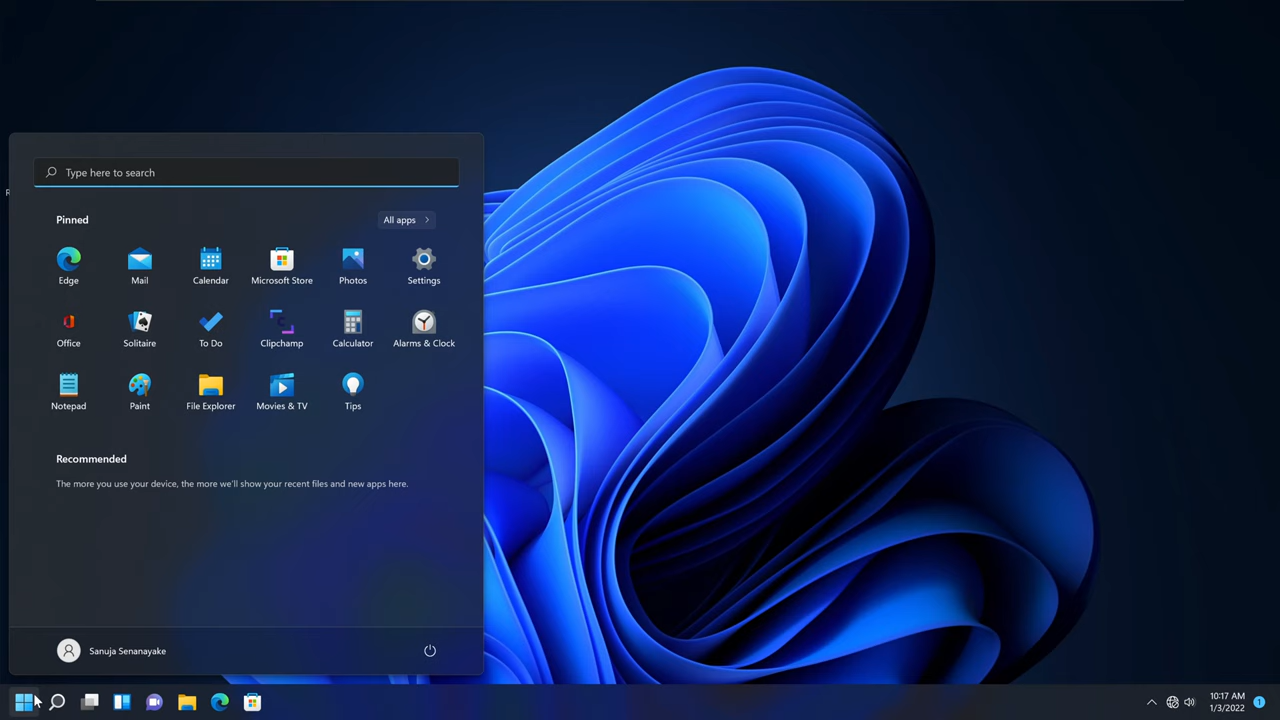 R
Type here to search
Pinned
All apps
Edge
Mail
Calendar
Microsoft Store
Photos
Settings
Office
Solitaire
To Do
Clipchamp
Calculator
Alarms & Clock
Notepad
Paint
File Explorer
Movies & TV
Tips
Recommended
The more you use your device, the more we'll show your recent files and new apps here.
Sanuja Senanayake
10:17 AM
1/3/2022
1